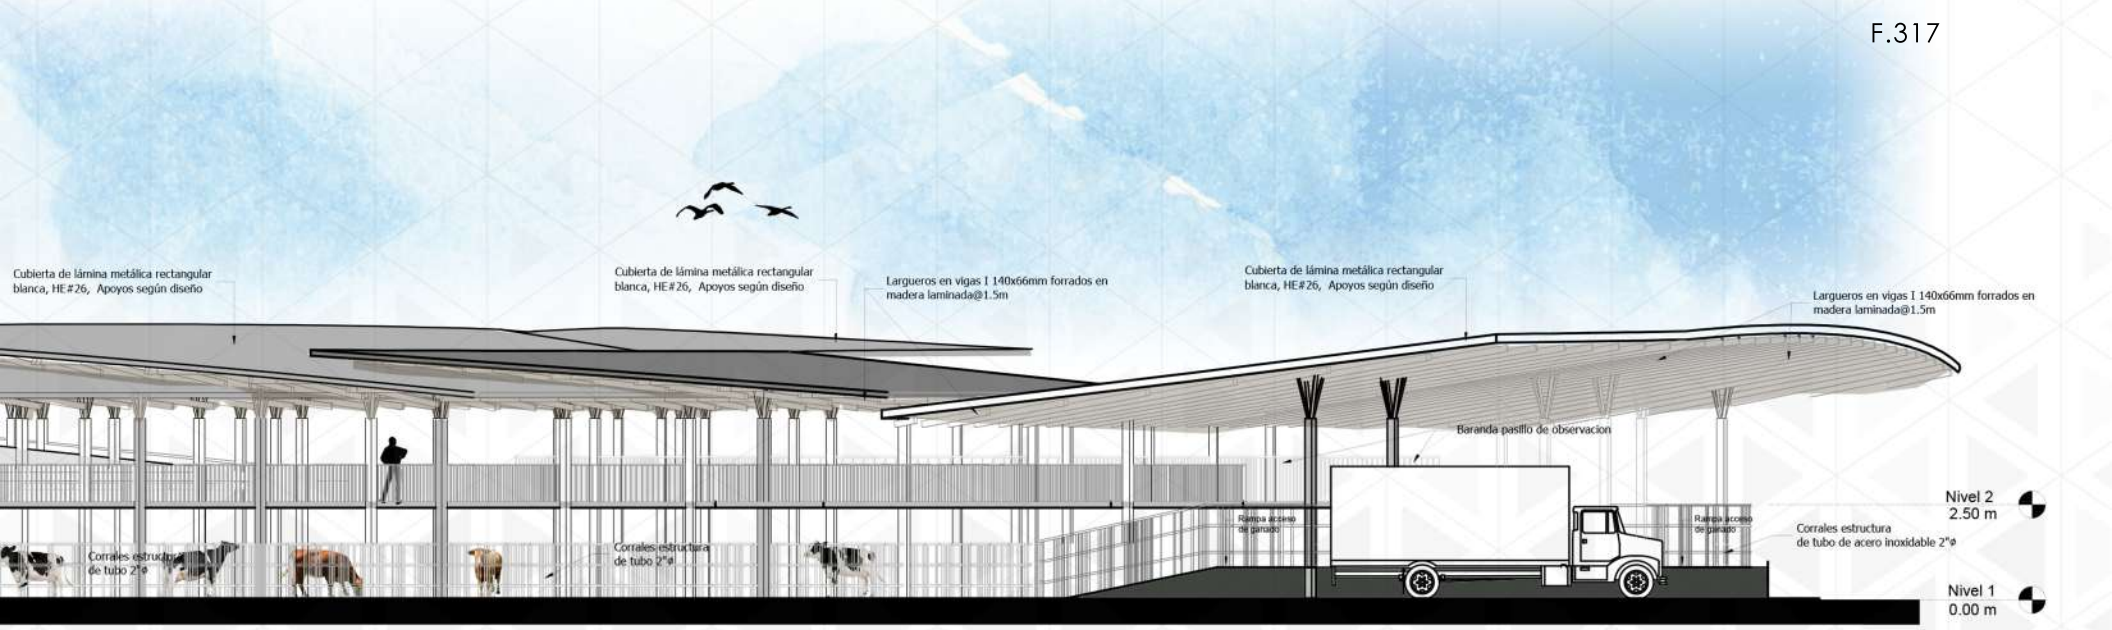 F.317
Cubierta de lámina metálica rectangular
blanca, HE#26, Apoyos según diseño
Cubierta de lámina metálica rectangular
blanca, HE#26, Apoyos según diseño
Largueros en vigas I 140x66mm forrados en
madera laminada@1.5m
Cubierta de lámina metálica rectangular
blanca, HE#26, Apoyos según diseño
Largueros en vigas I 140x66mm forrados en
madera laminada@1.5m
Baranda pasillo de observacion
Nivel 2
2.50 m
Rampa acceso
de ganado
Rampa acceso
de ganado
Corrales estructura
de tubo de acero inoxidable 2"ø
Corrales estructura
de tubo 2"ø
Corrales estructura
de tubo 2"ø
Nivel 1
0.00 m